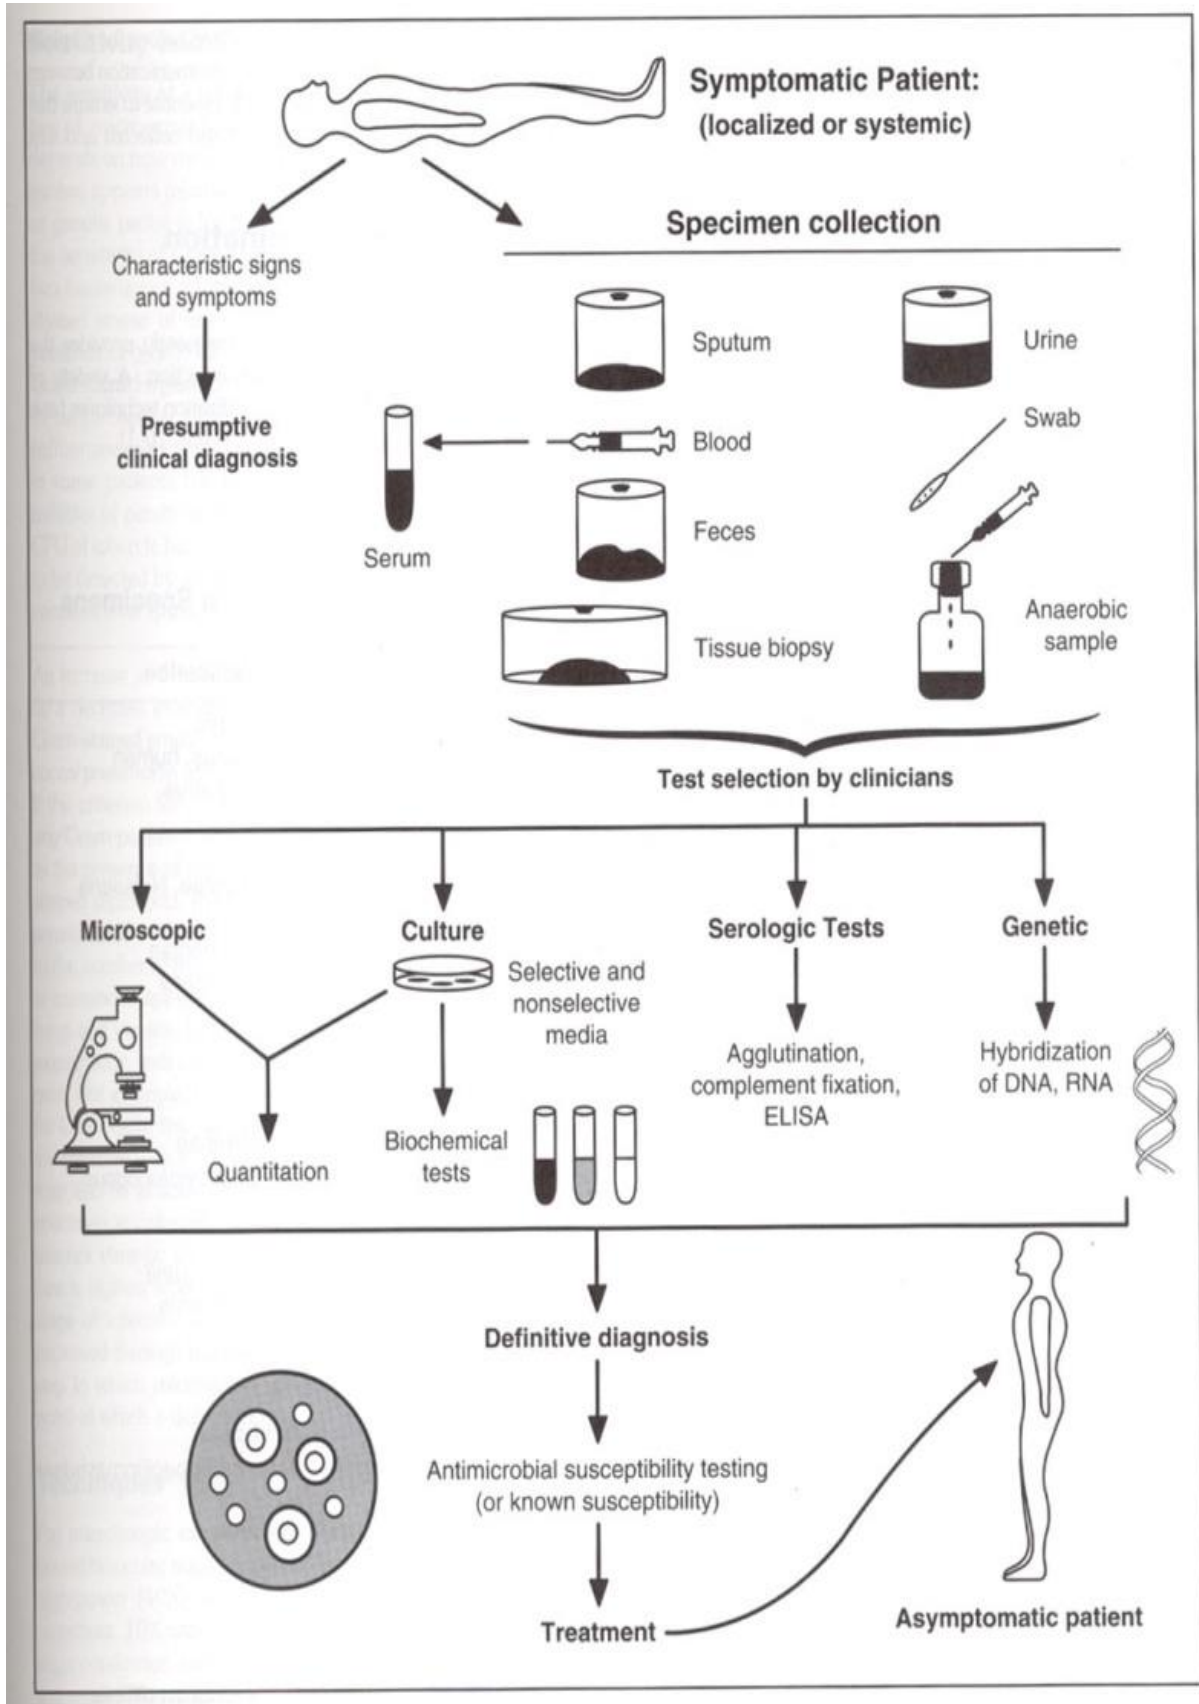 Symptomatic Patient:
(localized or systemic)
Specimen collection
Characteristic signs
and symptoms
Presumptive
clinical diagnosis
Sputum
Urine
Swab
Blood
Serum
Feces
Anaerobic
sample
Tissue biopsy
Test selection by clinicians
Microscopic
Culture
Serologic Tests
Genetic
Selective and
nonselective
media
Agglutination,
complement fixation,
ELISA
Hybridization
of DNA, RNA
Quantitation
Biochemical
tests
Definitive diagnosis
Antimicrobial susceptibility testing
(or known susceptibility)
Treatment
Asymptomatic patient